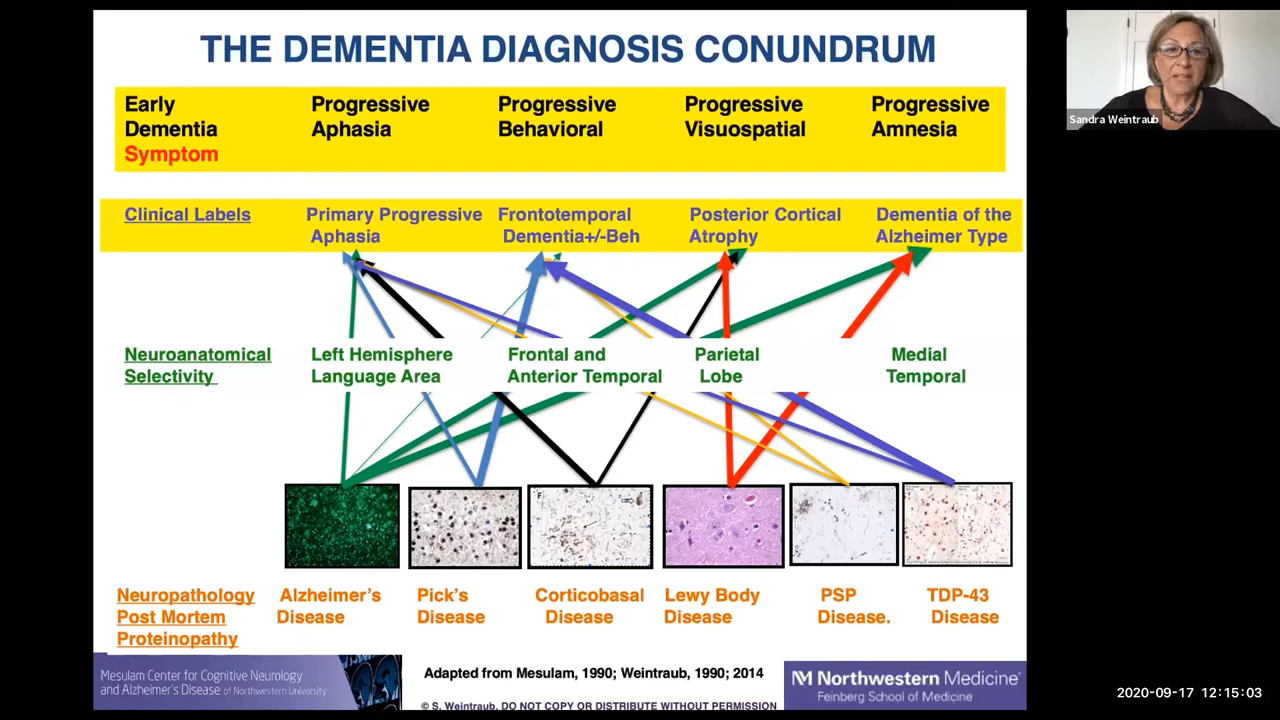 THE DEMENTIA DIAGNOSIS CONUNDRUM
Early
Dementia
Symptom
Progressive
Aphasia
Progressive
Behavioral
Progressive
Visuospatial
Progressive
Amnesia
Clinical Labels
Primary Progressive
Aphasia
Frontotemporal
Dementia+/-Beh
Posterior Cortical
Atrophy
Dementia of the
Alzheimer Type
Neuroanatomical
Selectivity
Left Hemisphere
Language Area
Frontal and
Anterior Temporal
Parietal
Lobe
Medial
Temporal
F
Neuropathology
Post Mortem
Proteinopathy
Alzheimer's
Disease
Pick's
Disease
Corticobasal
Disease
Lewy Body
Disease
PSP
Disease.
TDP-43
Disease
Mesulam Center for Cognitive Neurology
and Alzheimer's Disease of Northwestern University
Adapted from Mesulam, 1990; Weintraub, 1990; 2014
© S. Weintraub, DO NOT COPY OR DISTRIBUTE WITHOUT PERMISSION
Northwestern Medicine
Feinberg School of Medicine
Sandra Weintraub
2020-09-17 12:15:03